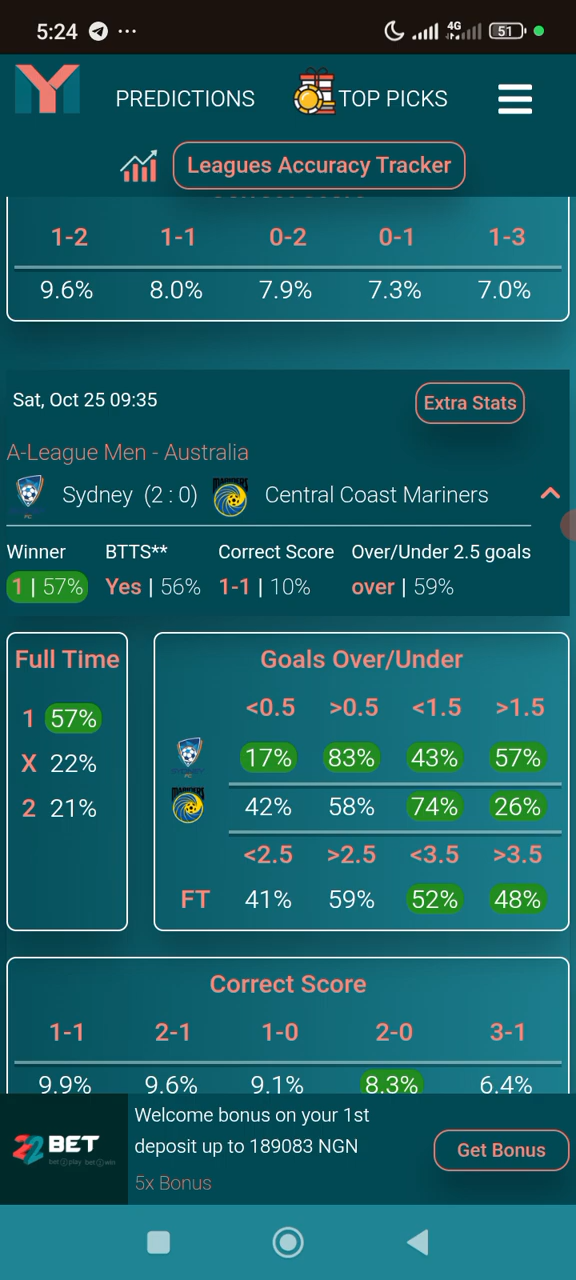 5:24
4G
51
PREDICTIONS
TOP PICKS
Leagues Accuracy Tracker
1-2 1-1 0-2 0-1 1-3
9.6% 8.0% 7.9% 7.3% 7.0%
Sat, Oct 25 09:35
Extra Stats
A-League Men - Australia
Sydney (2 : 0) Central Coast Mariners
Winner BTTS** Correct Score Over/Under 2.5 goals
1 | 57% Yes | 56% 1-1 | 10% over | 59%
Full Time
1 57%
X 22%
2 21%
Goals Over/Under
<0.5 >0.5 <1.5 >1.5
17% 83% 43% 57%
MARINERS
42% 58% 74% 26%
<2.5 >2.5 <3.5 >3.5
FT 41% 59% 52% 48%
Correct Score
1-1 2-1 1-0 2-0 3-1
9.9% 9.6% 9.1% 8.3% 6.4%
22BET
Welcome bonus on your 1st
deposit up to 189083 NGN
5x Bonus
Get Bonus